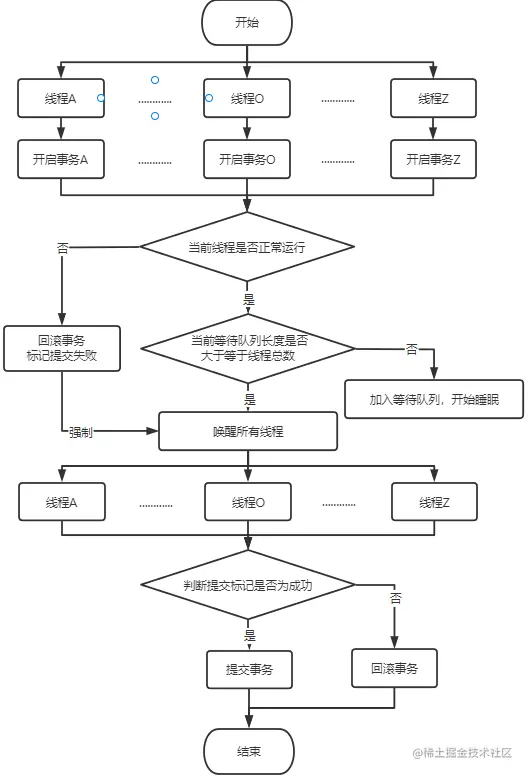 开始
线程A
............
线程O
............
线程Z
开启事务A
............
开启事务O
............
开启事务Z
当前线程是否正常运行
否
是
回滚事务
标记提交失败
当前等待队列长度是否
大于等于线程总数
否
加入等待队列，开始睡眠
是
强制
唤醒所有线程
线程A
............
线程O
............
线程Z
判断提交标记是否为成功
否
是
提交事务
回滚事务
结束
@稀土掘金技术社区